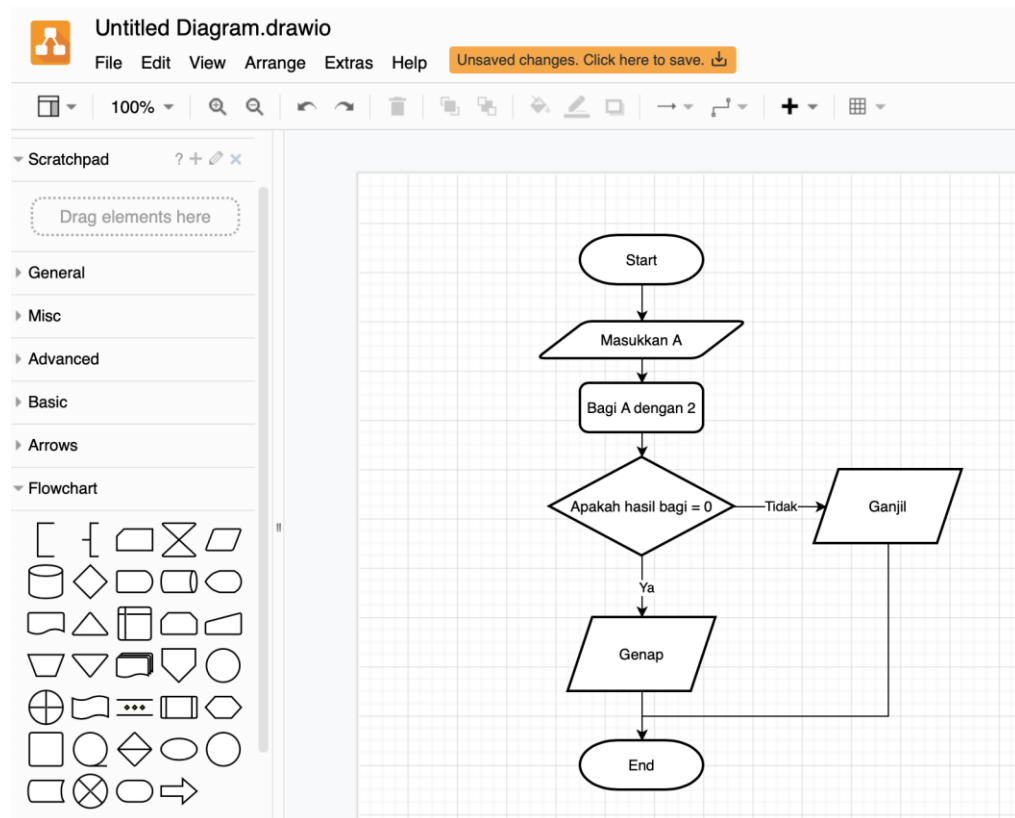 Untitled Diagram.drawio
File Edit View Arrange Extras Help Unsaved changes. Click here to save.
100%
Scratchpad ?
Drag elements here
General
Misc
Advanced
Basic
Arrows
Flowchart
Start
Masukkan A
Bagi A dengan 2
Apakah hasil bagi = 0
Tidak
Ganjil
Ya
Genap
End